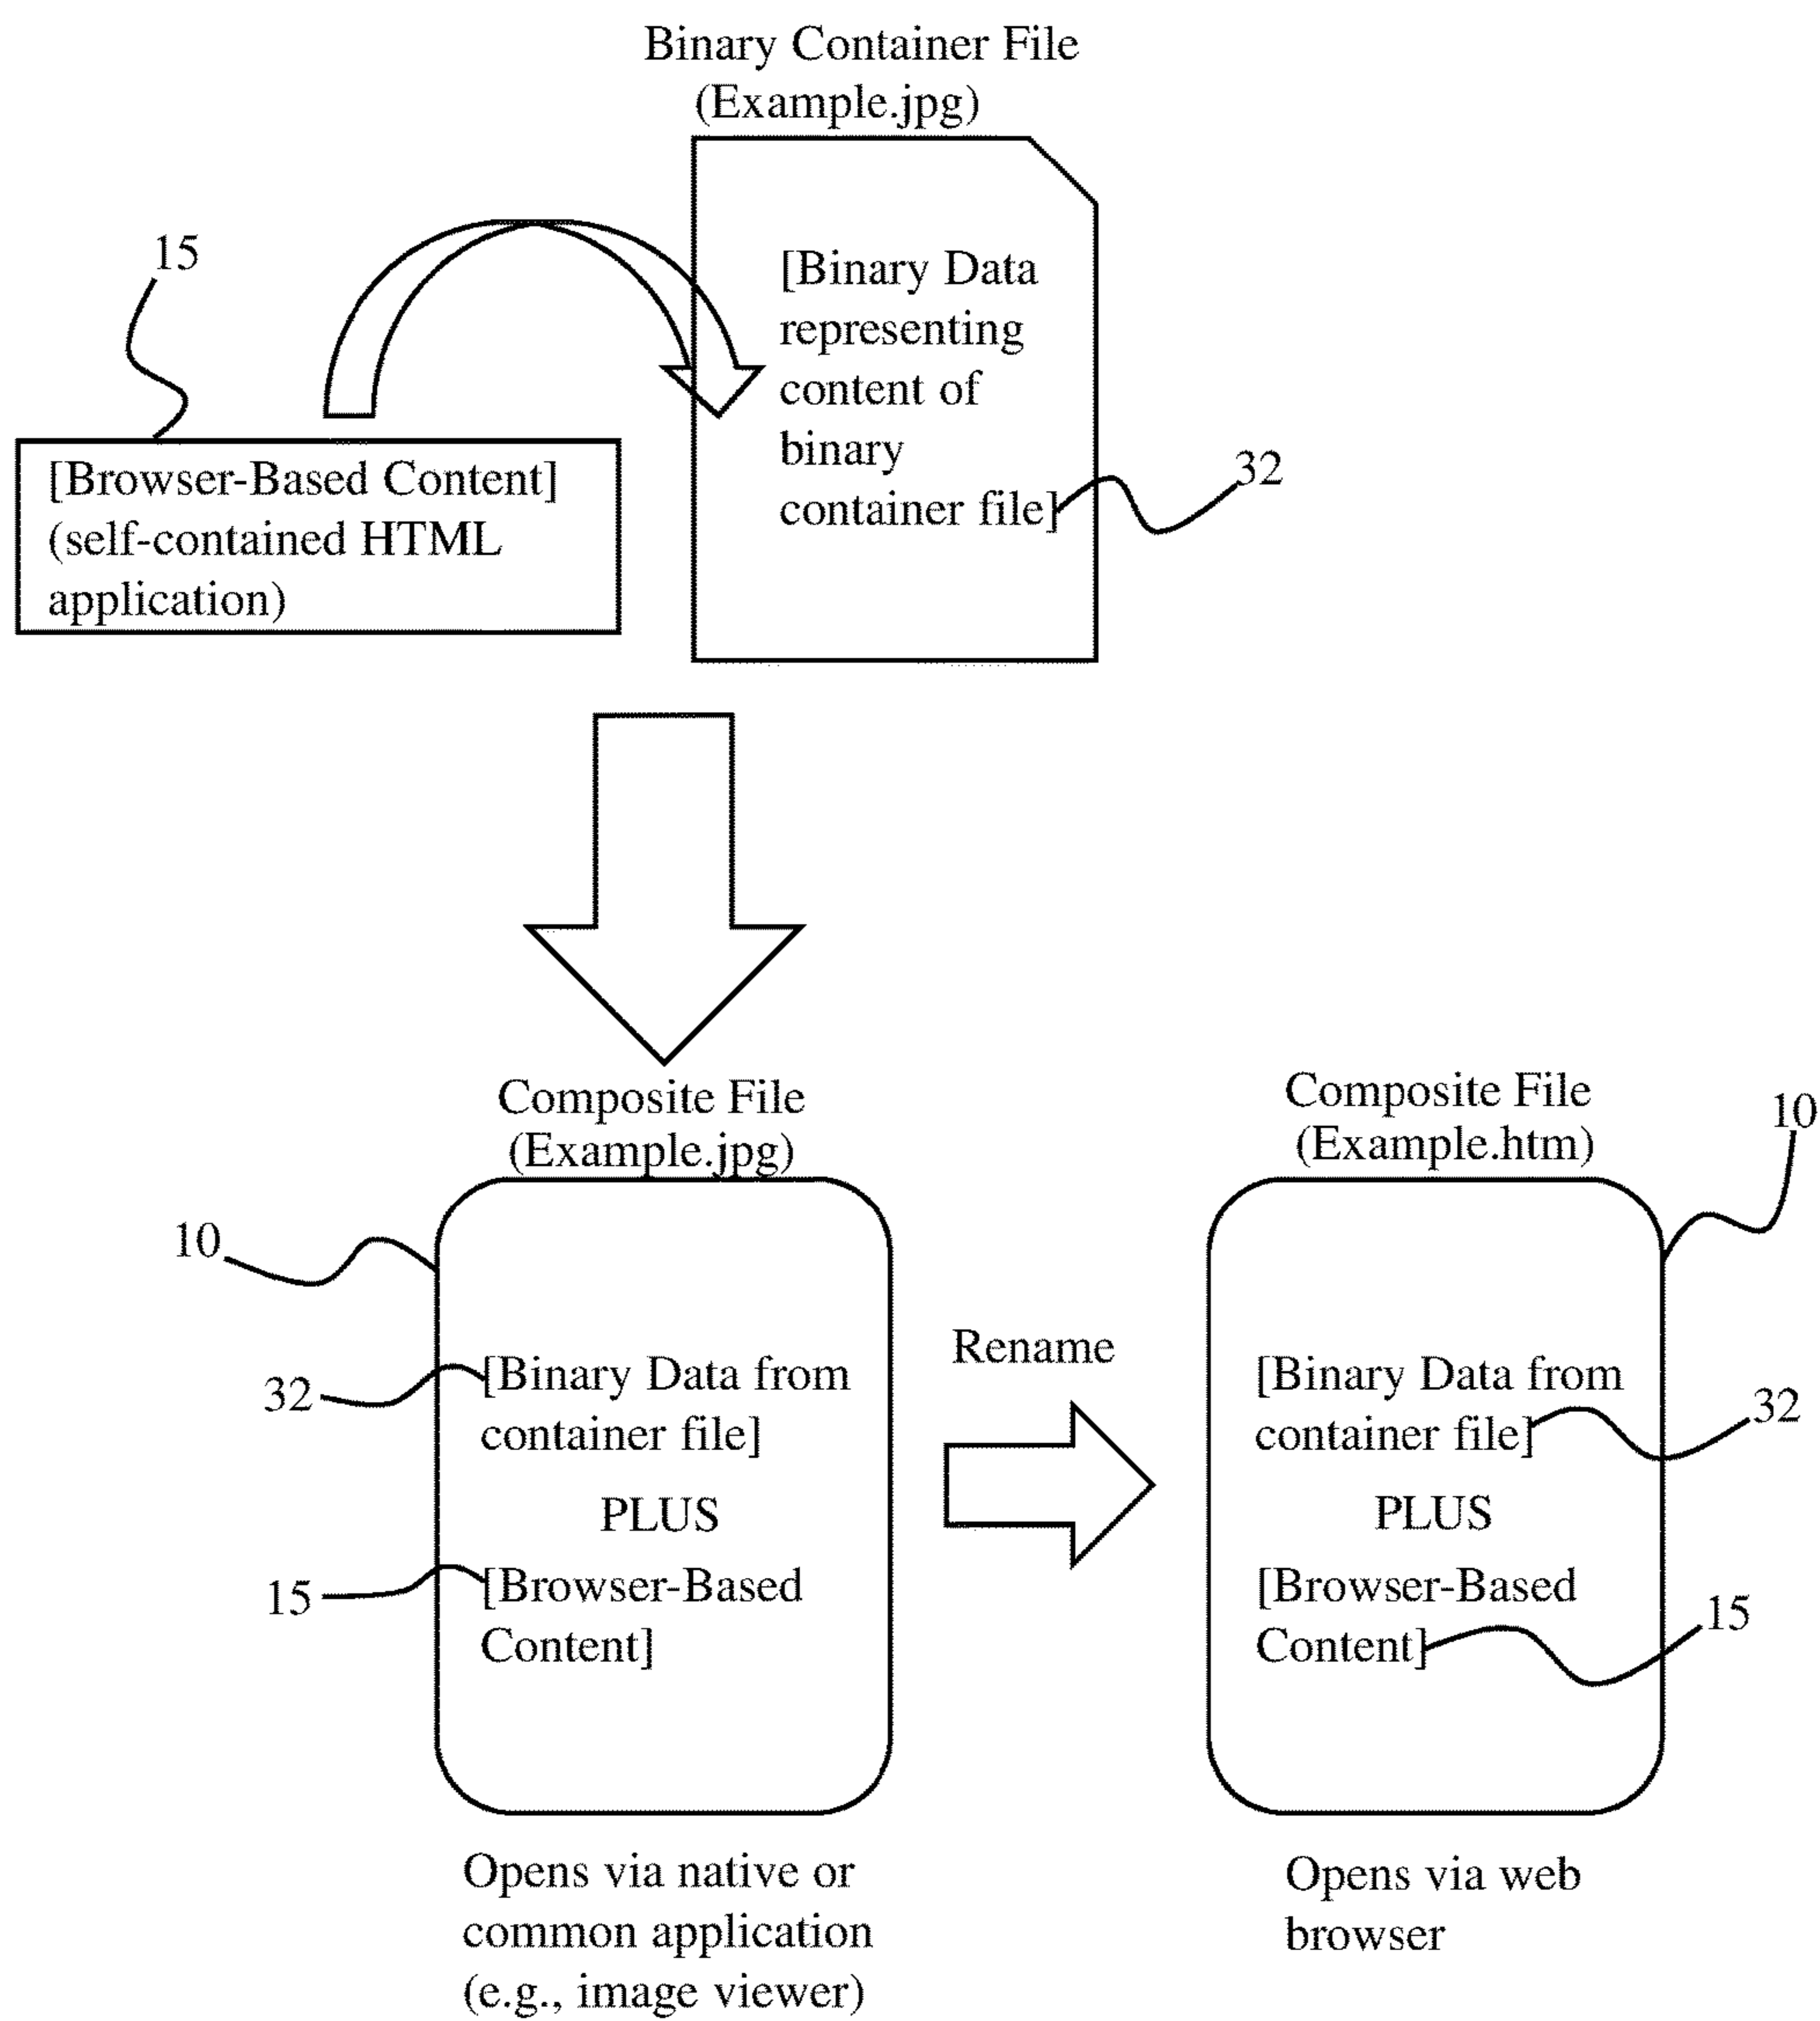 Binary Container File
(Example.jpg)
15
[Binary Data
representing
content of
binary
container file]
32
[Browser-Based Content]
(self-contained HTML
application)
Composite File
(Example.jpg)
10
32
[Binary Data from
container file]
PLUS
15
[Browser-Based
Content]
Opens via native or
common application
(e.g., image viewer)
Rename
Composite File
(Example.htm)
10
[Binary Data from
container file]
32
PLUS
[Browser-Based
Content]
15
Opens via web
browser